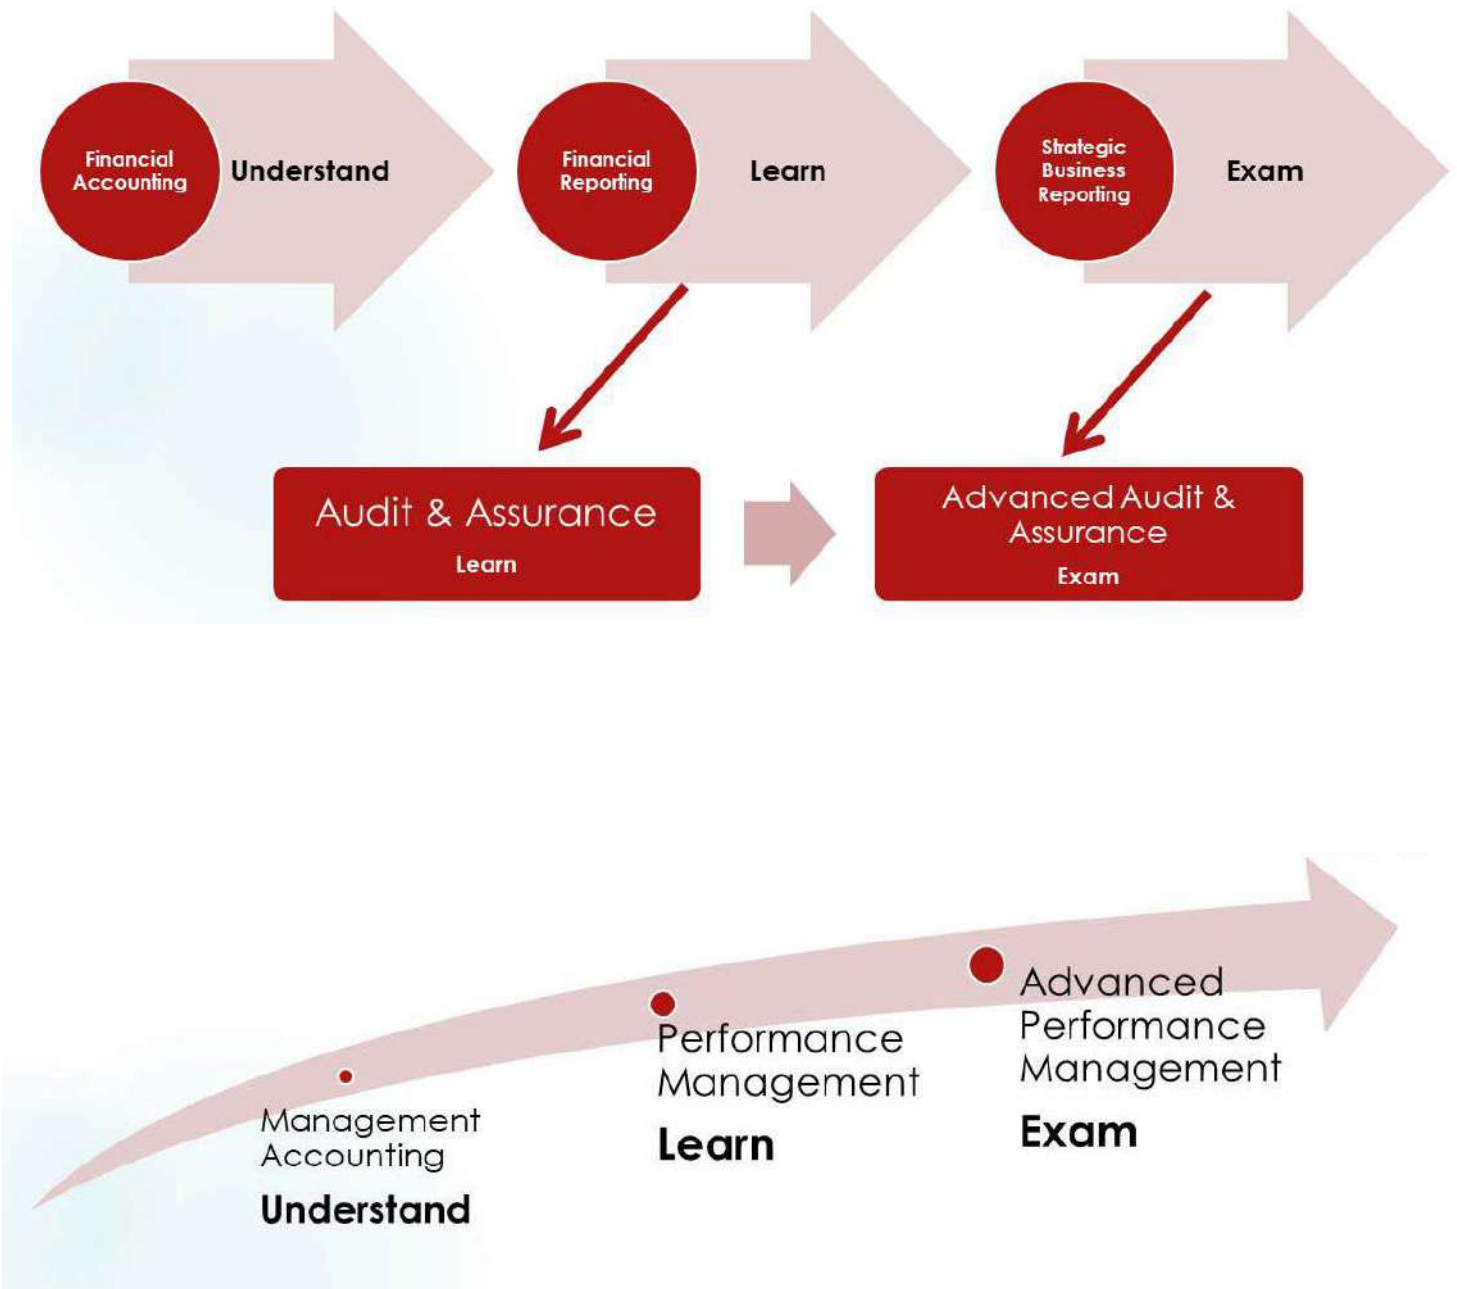 Financial
Accounting
Understand
Financial
Reporting
Learn
Strategic
Business
Reporting
Exam
Audit & Assurance
Learn
Advanced Audit &
Assurance
Exam
Management
Accounting
Understand
Performance
Management
Learn
Advanced
Performance
Management
Exam